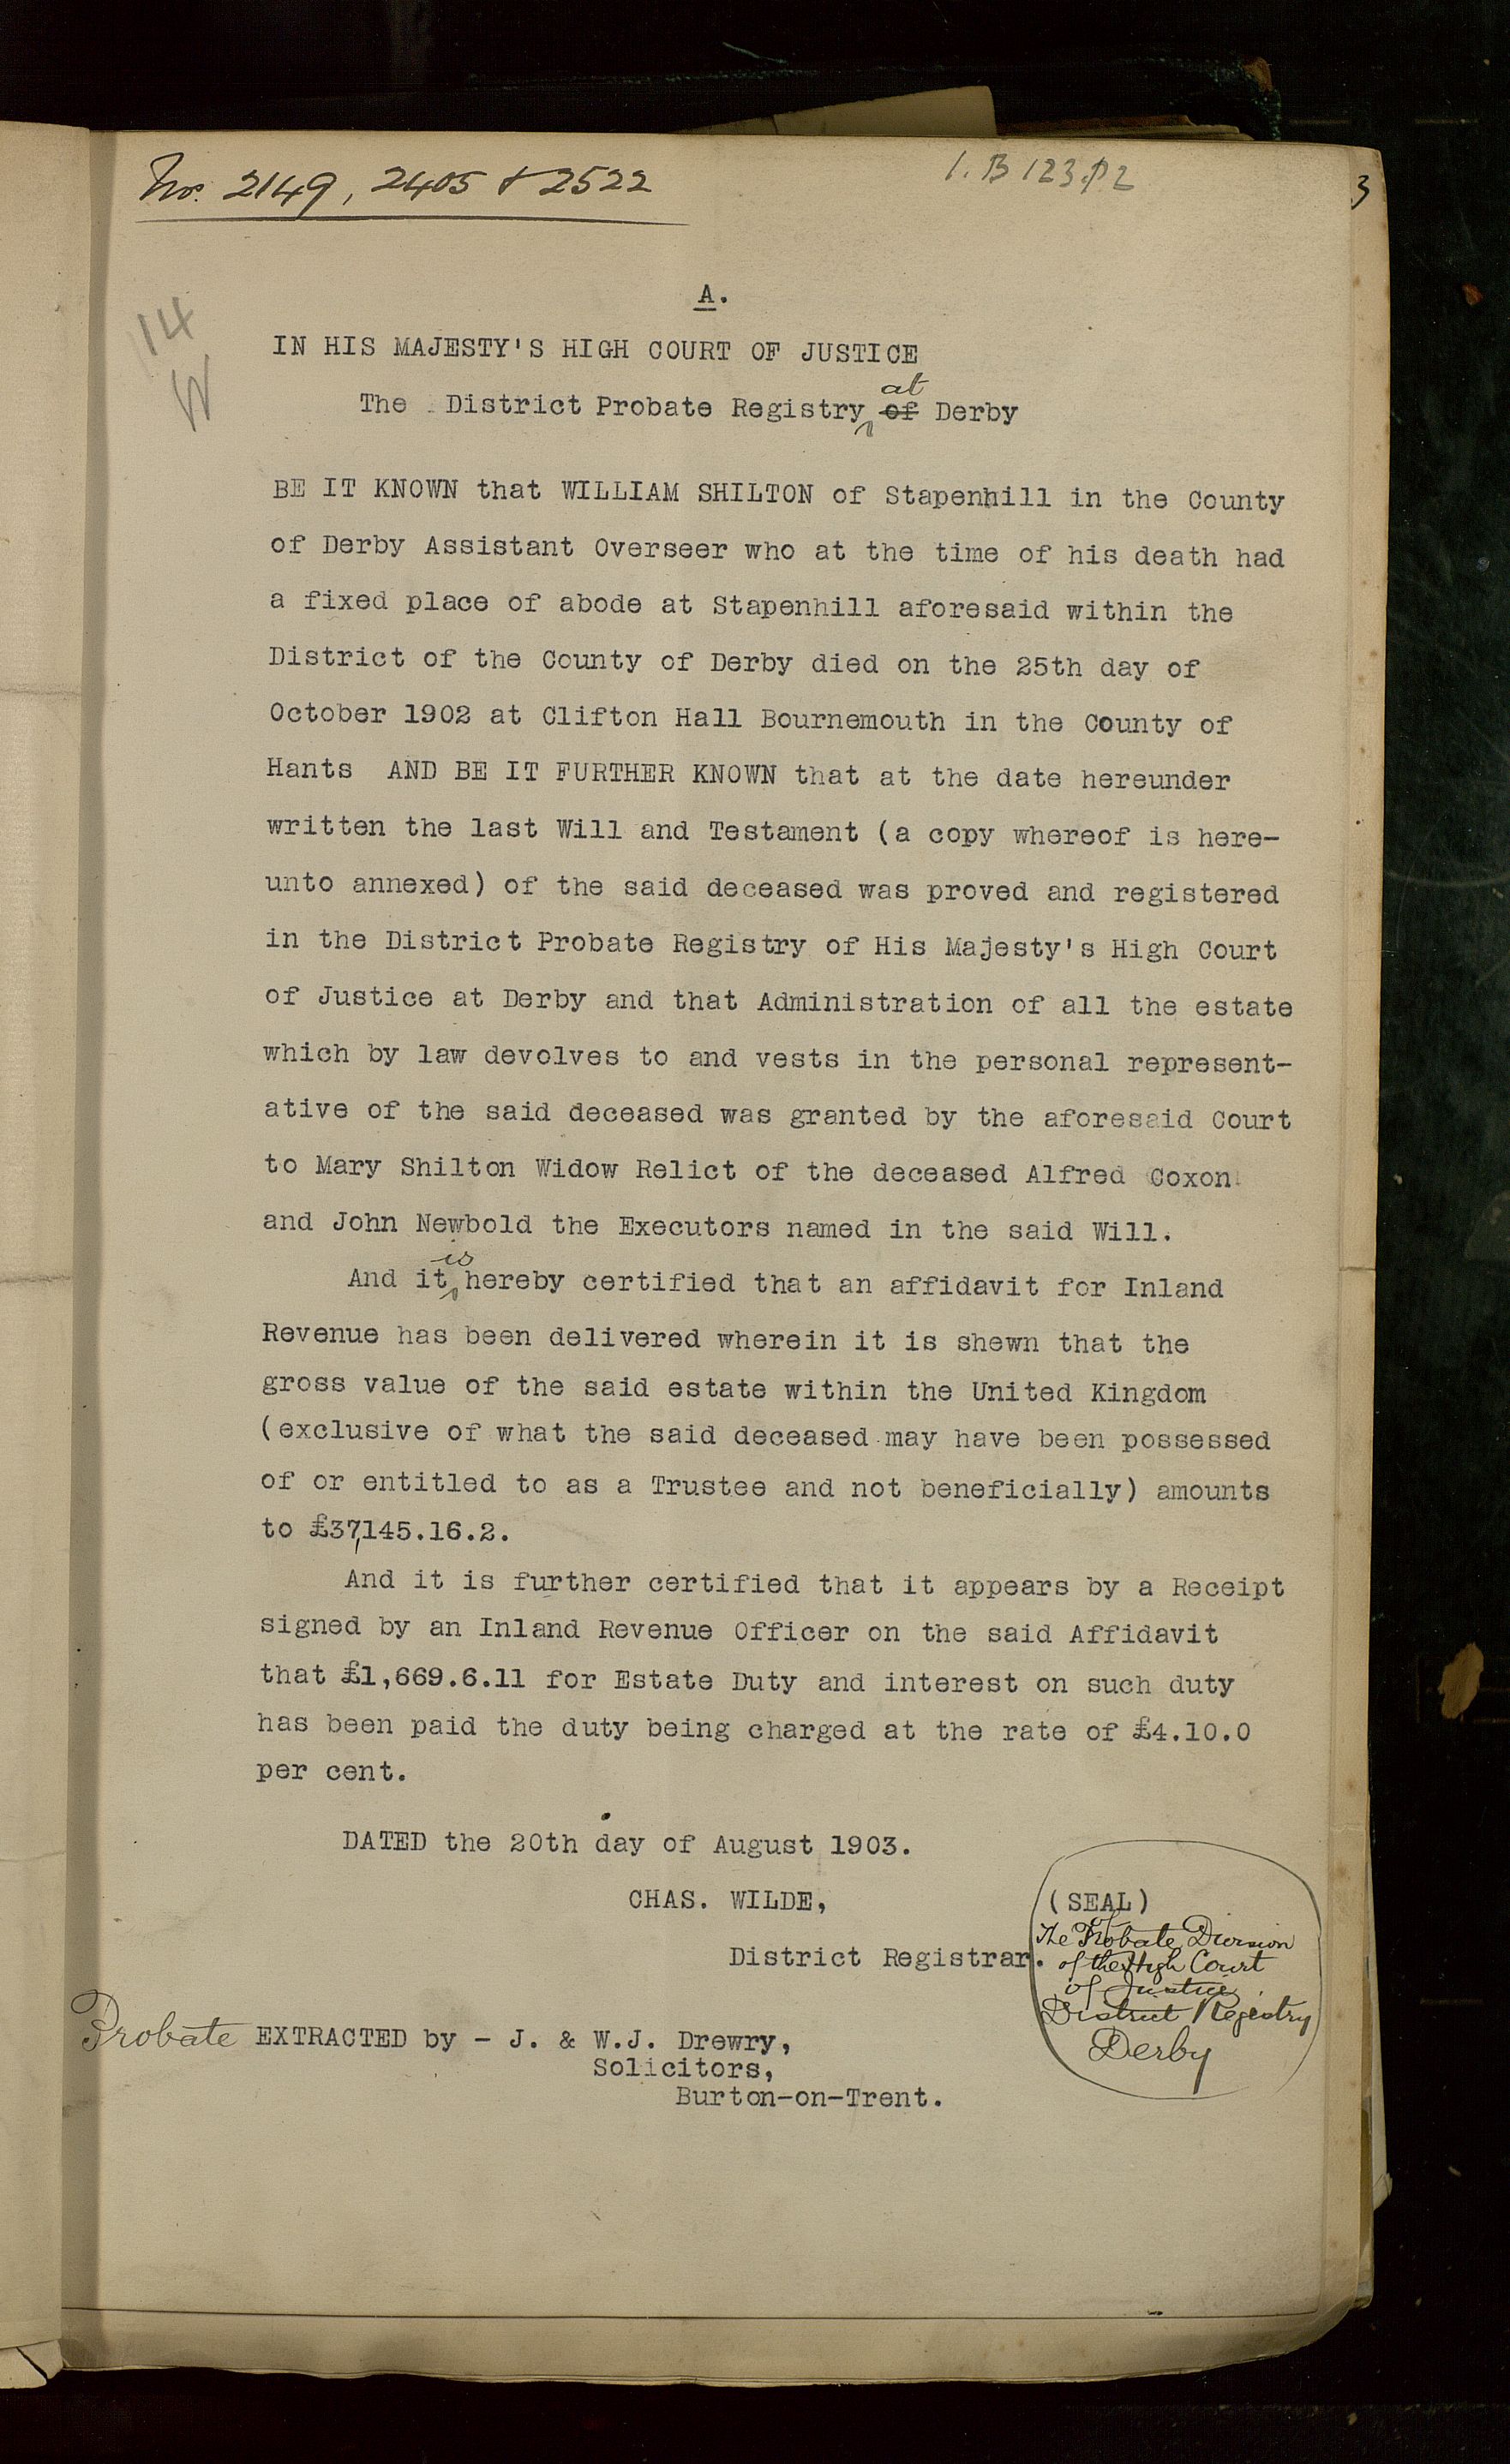 Nos. 2149, 2405 & 2522
1. B 123. P2
3
14
W
A.
IN HIS MAJESTY'S HIGH COURT OF JUSTICE
at
The District Probate Registry of Derby
BE IT KNOWN that WILLIAM SHILTON of Stapenhill in the County
of Derby Assistant Overseer who at the time of his death had
a fixed place of abode at Stapenhill aforesaid within the
District of the County of Derby died on the 25th day of
October 1902 at Clifton Hall Bournemouth in the County of
Hants AND BE IT FURTHER KNOWN that at the date hereunder
written the last Will and Testament (a copy whereof is here-
unto annexed) of the said deceased was proved and registered
in the District Probate Registry of His Majesty's High Court
of Justice at Derby and that Administration of all the estate
which by law devolves to and vests in the personal represent-
ative of the said deceased was granted by the aforesaid Court
to Mary Shilton Widow Relict of the deceased Alfred Coxon
and John Newbold the Executors named in the said Will.
is
And it hereby certified that an affidavit for Inland
Revenue has been delivered wherein it is shewn that the
gross value of the said estate within the United Kingdom
(exclusive of what the said deceased may have been possessed
of or entitled to as a Trustee and not beneficially) amounts
to £37,145.16.2.
And it is further certified that it appears by a Receipt
signed by an Inland Revenue Officer on the said Affidavit
that £1,669.6.11 for Estate Duty and interest on such duty
has been paid the duty being charged at the rate of £4.10.0
per cent.
DATED the 20th day of August 1903.
CHAS. WILDE,
District Registrar.
(SEAL)
of
The Probate Division
of the High Court
of Justice
District Registry
Derby
Probate EXTRACTED by - J. & W.J. Drewry,
Solicitors,
Burton-on-Trent.